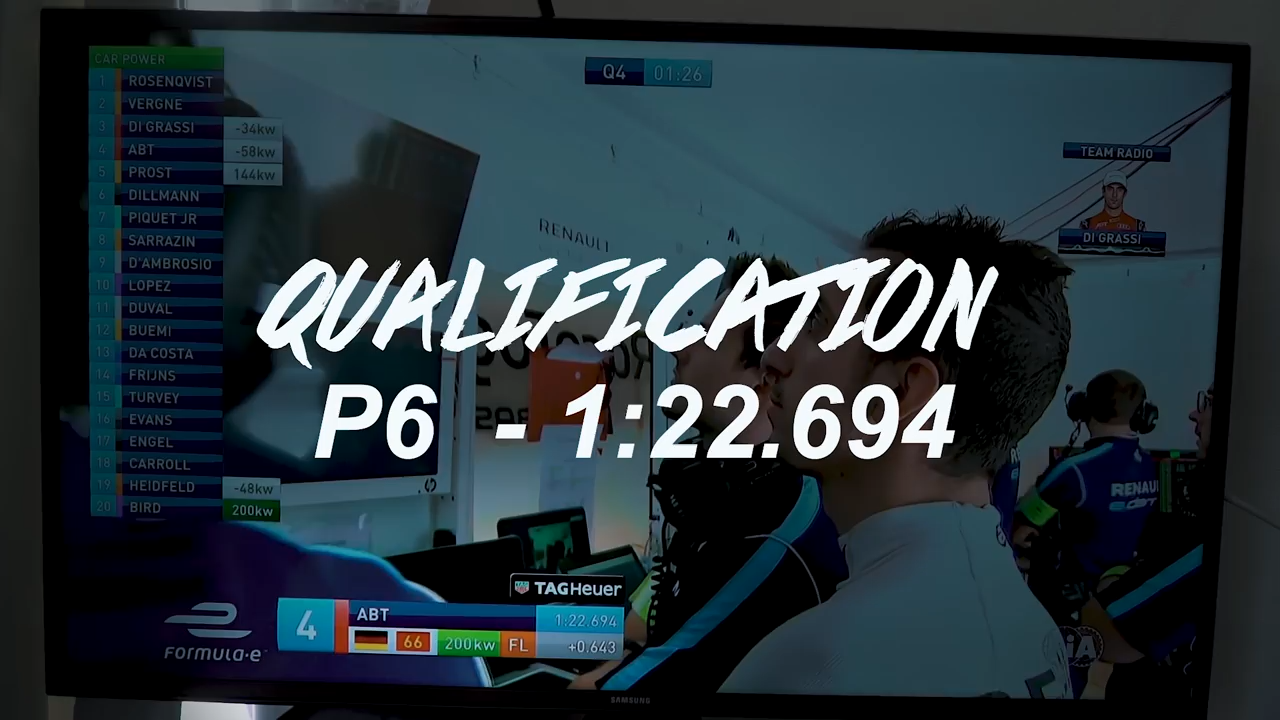 CAR POWER
1 ROSENQVIST
2 VERGNE
3 DI GRASSI -34kw
4 ABT -58kw
5 PROST 144kw
6 DILLMANN
7 PIQUET JR
8 SARRAZIN
9 D'AMBROSIO
10 LOPEZ
11 DUVAL
12 BUEMI
13 DA COSTA
14 FRIJNS
15 TURVEY
16 EVANS
17 ENGEL
18 CARROLL
19 HEIDFELD -48kw
20 BIRD 200kw
Q4 01:26
TEAM RADIO
DI GRASSI
RENAULT
QUALIFICATION
P6 - 1:22.694
hp
RENAUL
e.dams
TAGHeuer
4 ABT 1:22.694
66 200kw FL +0.643
FORMULA·e
FIA
SAMSUNG